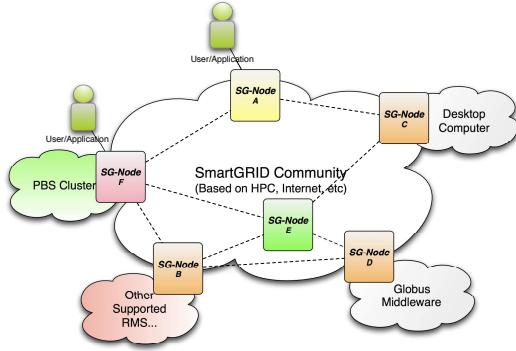 User/Application
SG-Node
A
SG-Node
C
Desktop
Computer
User/Application
SG-Node
F
PBS Cluster
SmartGRID Community
(Based on HPC, Internet, etc)
SG-Node
E
SG-Node
B
SG-Node
D
Other
Supported
RMS...
Globus
Middleware